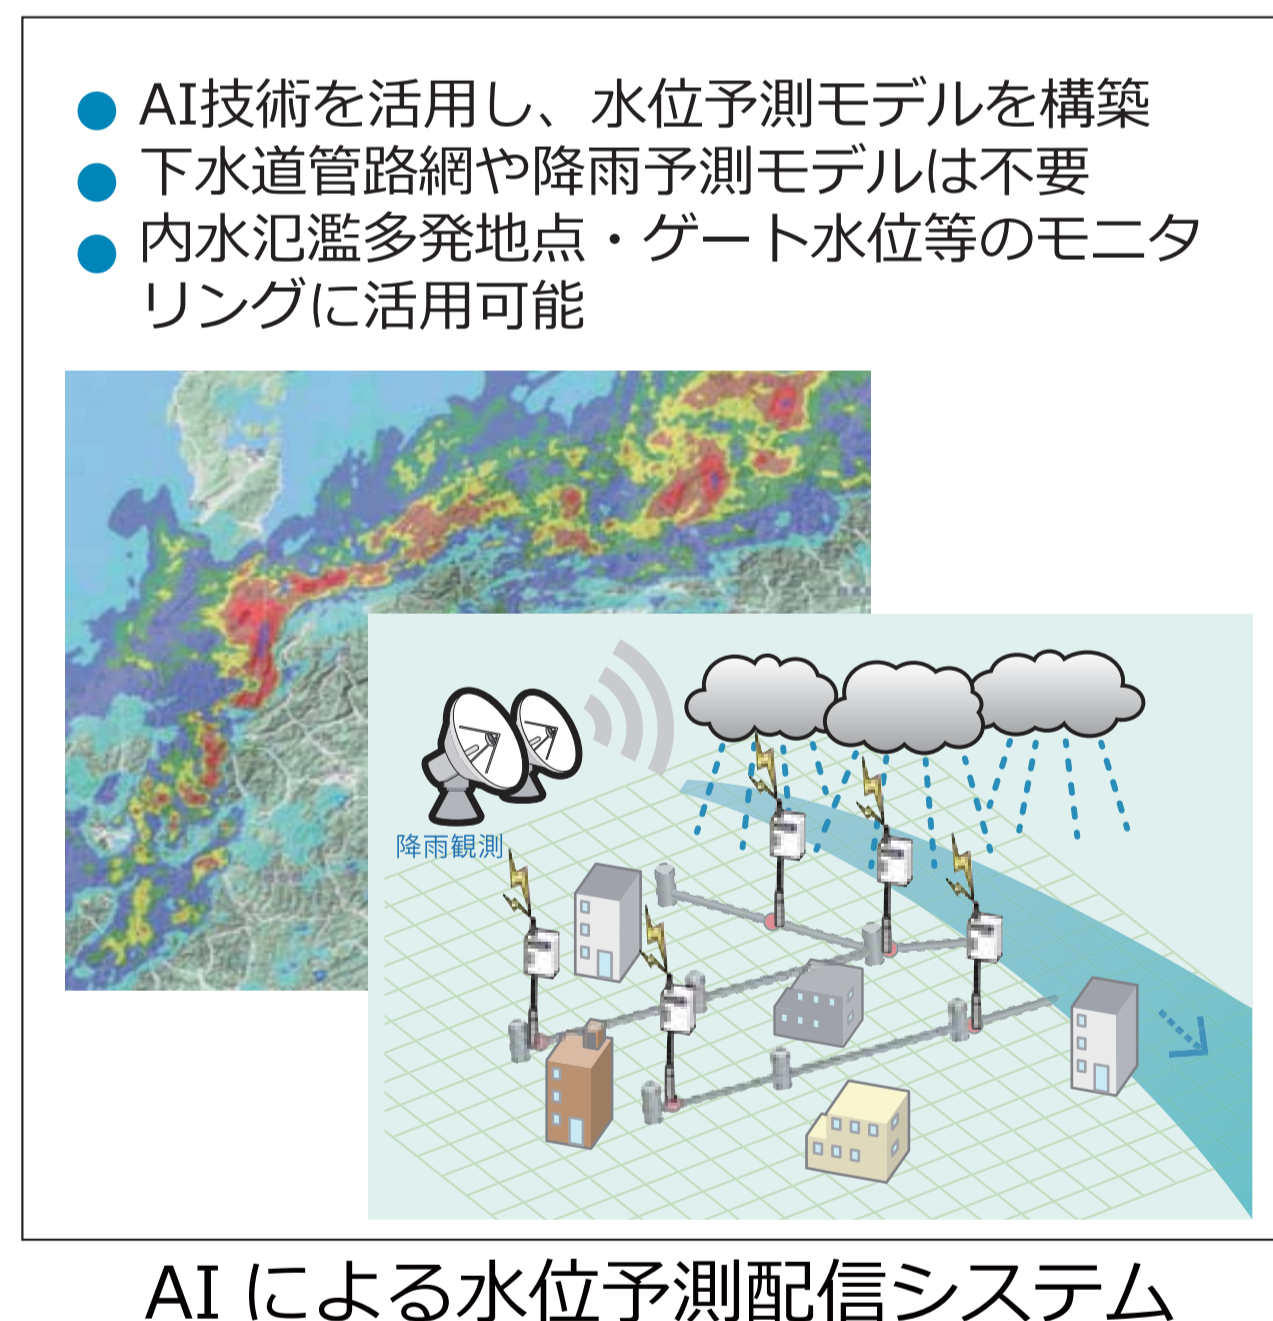 ● AI技術を活用し、水位予測モデルを構築
● 下水道管路網や降雨予測モデルは不要
● 内水氾濫多発地点・ゲート水位等のモニタ
リングに活用可能
降雨観測
AI による水位予測配信システム